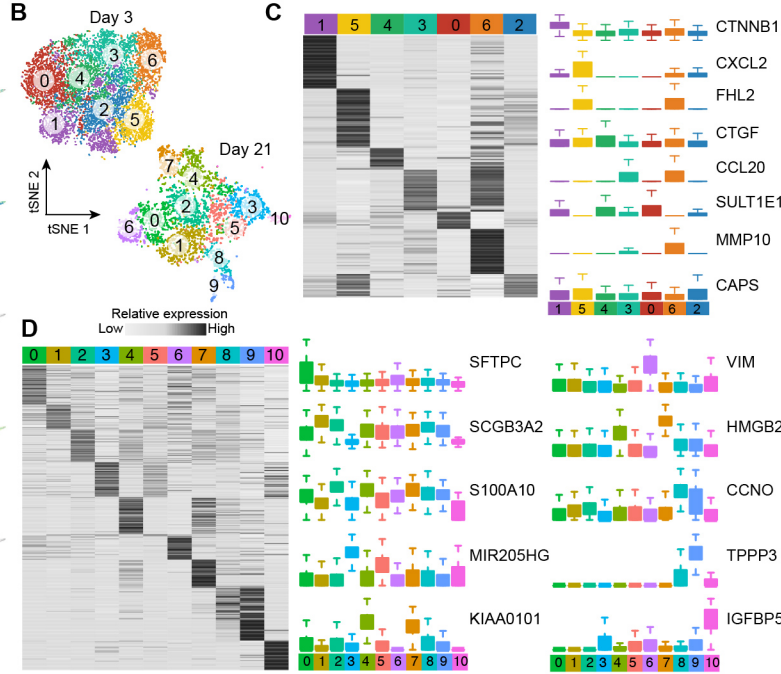 B
Day 3
0
4
3
6
1
2
5
Day 21
7
4
2
3
10
6
0
5
1
8
9
tSNE 2
tSNE 1
C
1 5 4 3 0 6 2
CTNNB1
CXCL2
FHL2
CTGF
CCL20
SULT1E1
MMP10
CAPS
1 5 4 3 0 6 2
Relative expression
Low High
D
0 1 2 3 4 5 6 7 8 9 10
SFTPC
SCGB3A2
S100A10
MIR205HG
KIAA0101
0 1 2 3 4 5 6 7 8 9 10
VIM
HMGB2
CCNO
TPPP3
IGFBP5
0 1 2 3 4 5 6 7 8 9 10